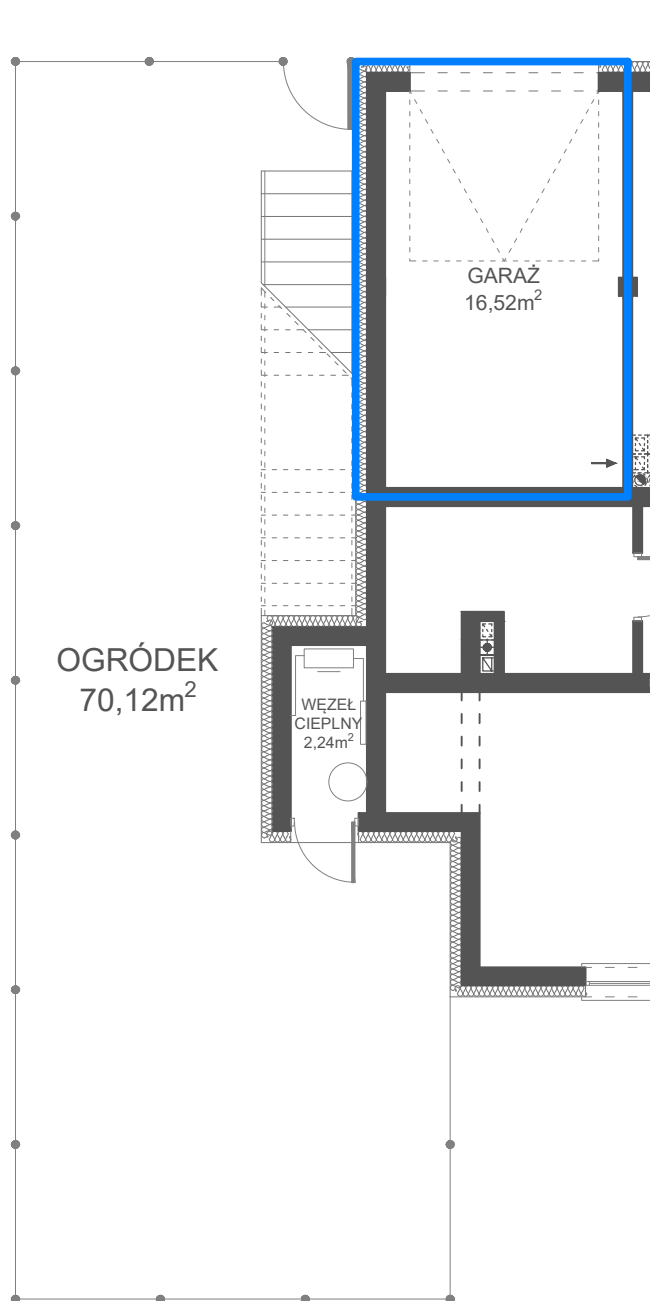 GARAŻ
16,52m²
OGRÓDEK
70,12m²
WĘZEŁ
CIEPLNY
2,24m²